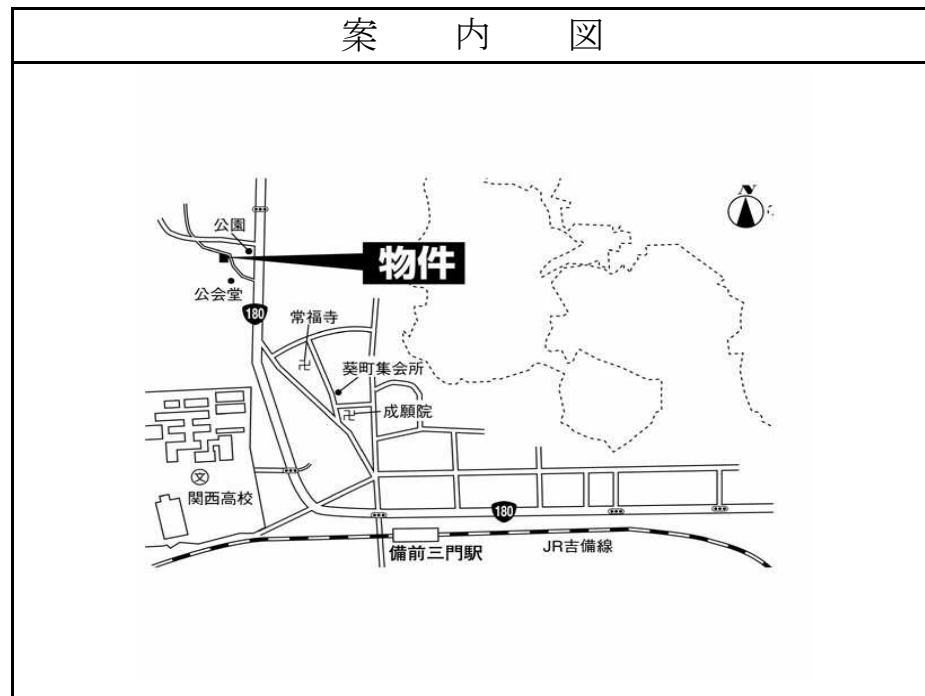 案 内 図
N
公園
物件
公会堂
180
常福寺
葵町集会所
成願院
文
関西高校
180
備前三門駅
JR吉備線